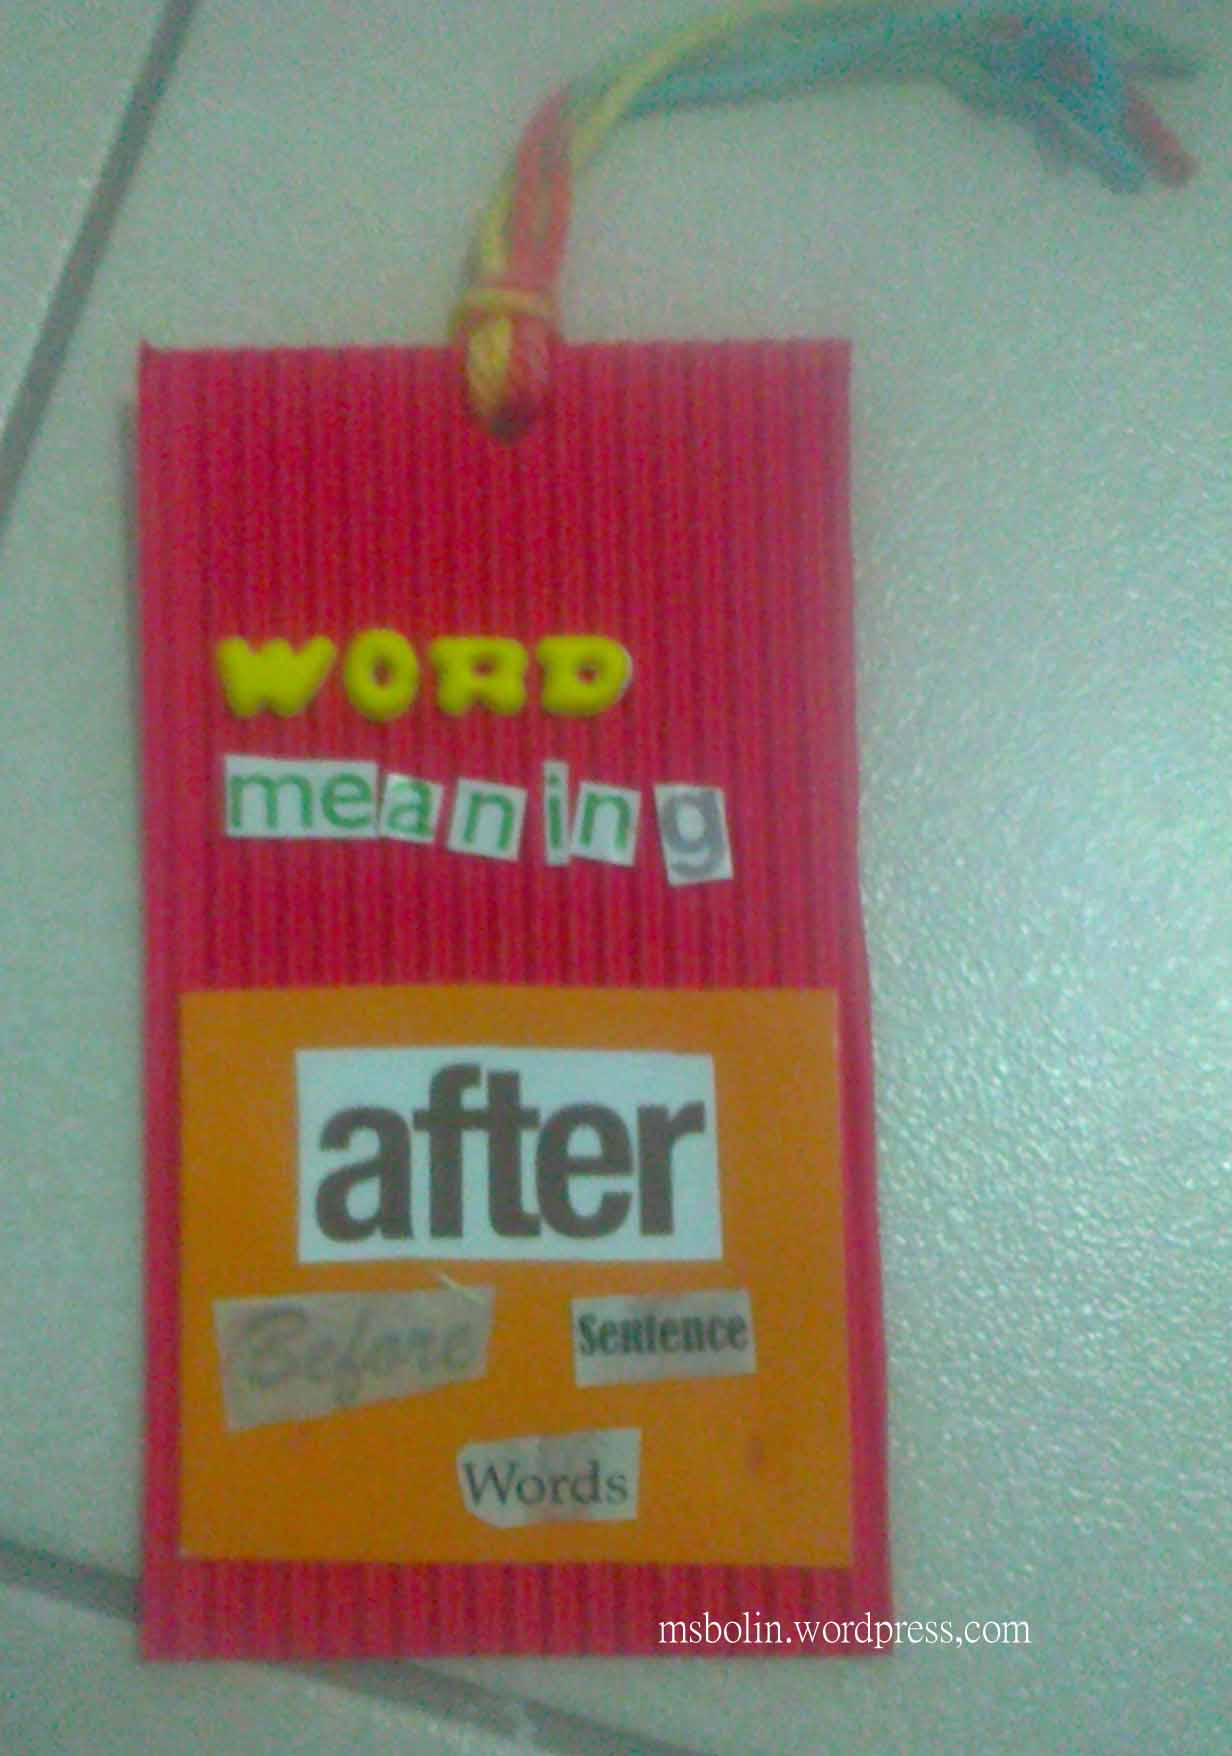 WORD
meaning
after
Before Sentence
Words
msbolin.wordpress,com